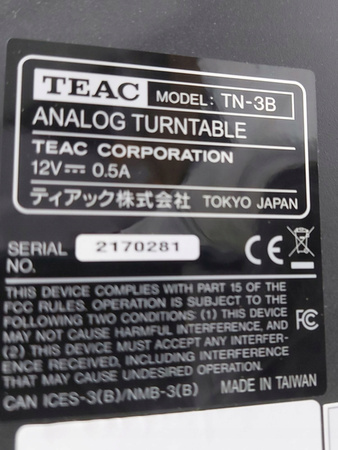 TEAC MODEL: TN-3B
ANALOG TURNTABLE
TEAC CORPORATION
12V⎓ 0.5A
ティアック株式会社 TOKYO JAPAN
SERIAL NO. 2170281
CE
THIS DEVICE COMPLIES WITH PART 15 OF THE
FCC RULES. OPERATION IS SUBJECT TO THE
FOLLOWING TWO CONDITIONS: (1) THIS DEVICE
MAY NOT CAUSE HARMFUL INTERFERENCE, AND
(2) THIS DEVICE MUST ACCEPT ANY INTERFER-
ENCE RECEIVED, INCLUDING INTERFERENCE
THAT MAY CAUSE UNDESIRED OPERATION.
FC
CAN ICES-3(B)/NMB-3(B) MADE IN TAIWAN